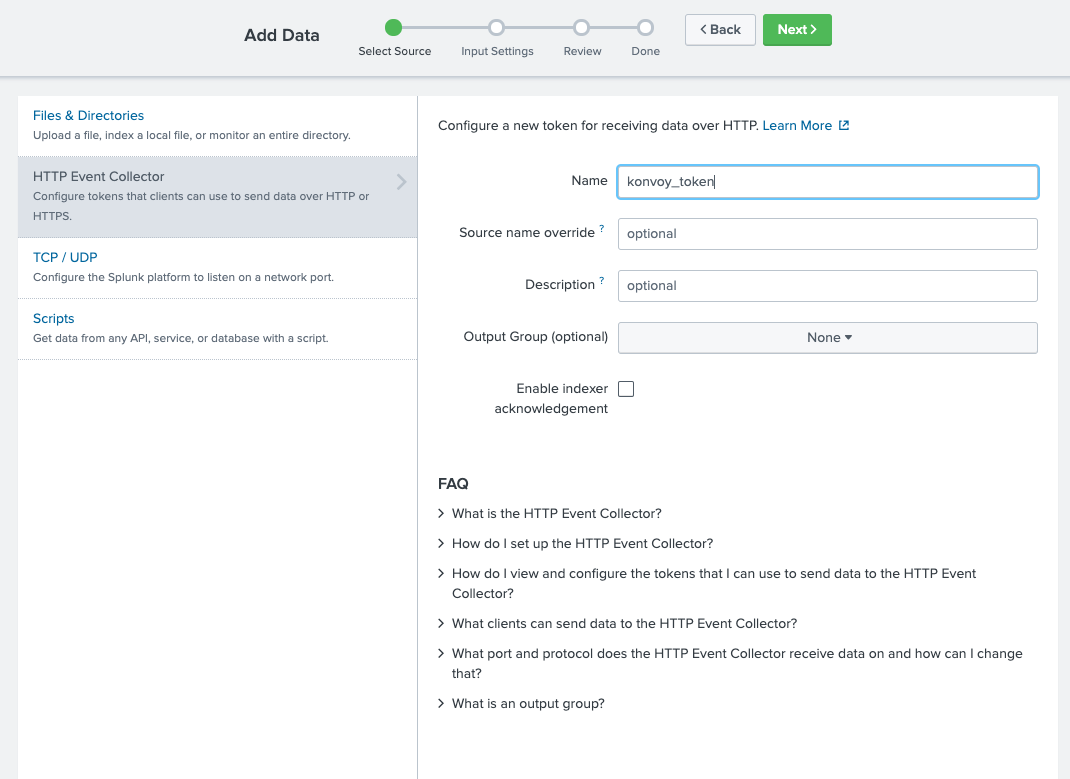 Add Data
Select Source
Input Settings
Review
Done
< Back
Next >
Files & Directories
Upload a file, index a local file, or monitor an entire directory.
HTTP Event Collector
Configure tokens that clients can use to send data over HTTP or
HTTPS.
TCP / UDP
Configure the Splunk platform to listen on a network port.
Scripts
Get data from any API, service, or database with a script.
Configure a new token for receiving data over HTTP. Learn More
Name
konvoy_token
Source name override ?
optional
Description ?
optional
Output Group (optional)
None
Enable indexer
acknowledgement
FAQ
> What is the HTTP Event Collector?
> How do I set up the HTTP Event Collector?
> How do I view and configure the tokens that I can use to send data to the HTTP Event
Collector?
> What clients can send data to the HTTP Event Collector?
> What port and protocol does the HTTP Event Collector receive data on and how can I change
that?
> What is an output group?